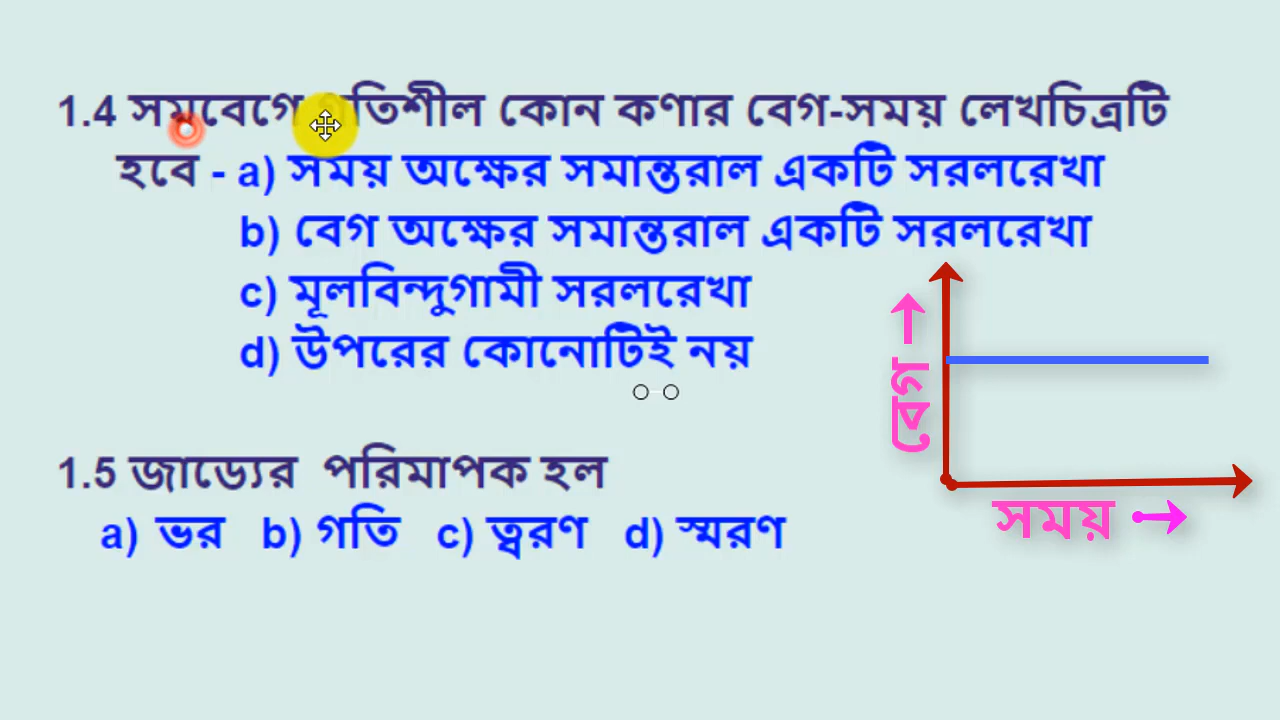 1.4 সমবেগে গতিশীল কোন কণার বেগ-সময় লেখচিত্রটি
হবে - a) সময় অক্ষের সমান্তরাল একটি সরলরেখা
b) বেগ অক্ষের সমান্তরাল একটি সরলরেখা
c) মূলবিন্দুগামী সরলরেখা
d) উপরের কোনোটিই নয়
বেগ
সময়
1.5 জাড্যের পরিমাপক হল
a) ভর b) গতি c) ত্বরণ d) স্মরণ